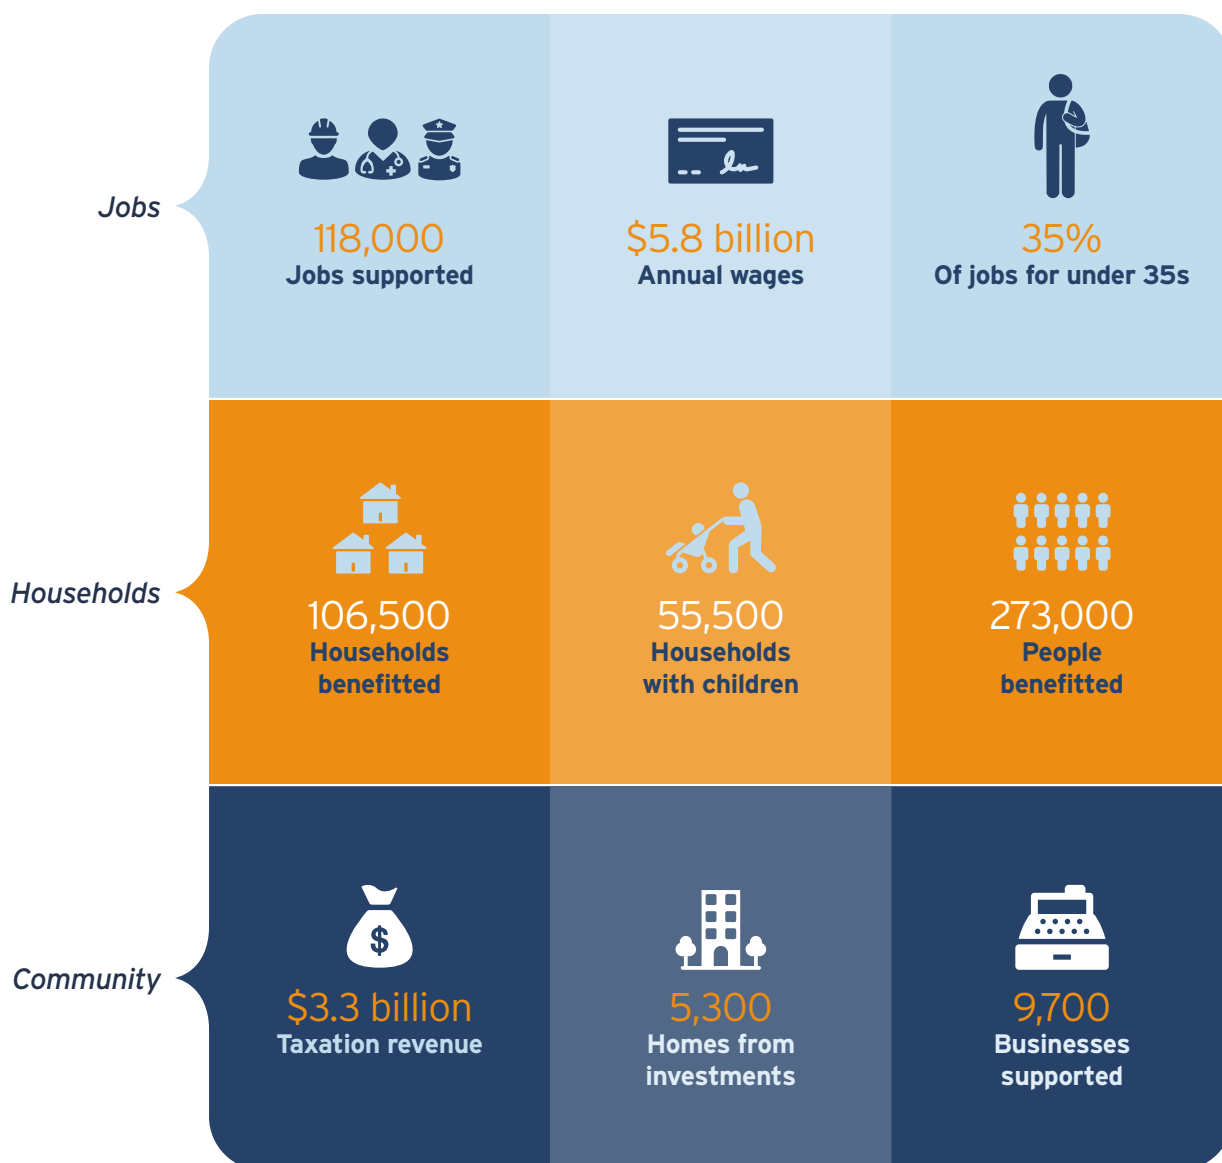 Jobs
118,000
Jobs supported
$5.8 billion
Annual wages
35%
Of jobs for under 35s
Households
106,500
Households
benefitted
55,500
Households
with children
273,000
People
benefitted
Community
$
$3.3 billion
Taxation revenue
5,300
Homes from
investments
9,700
Businesses
supported